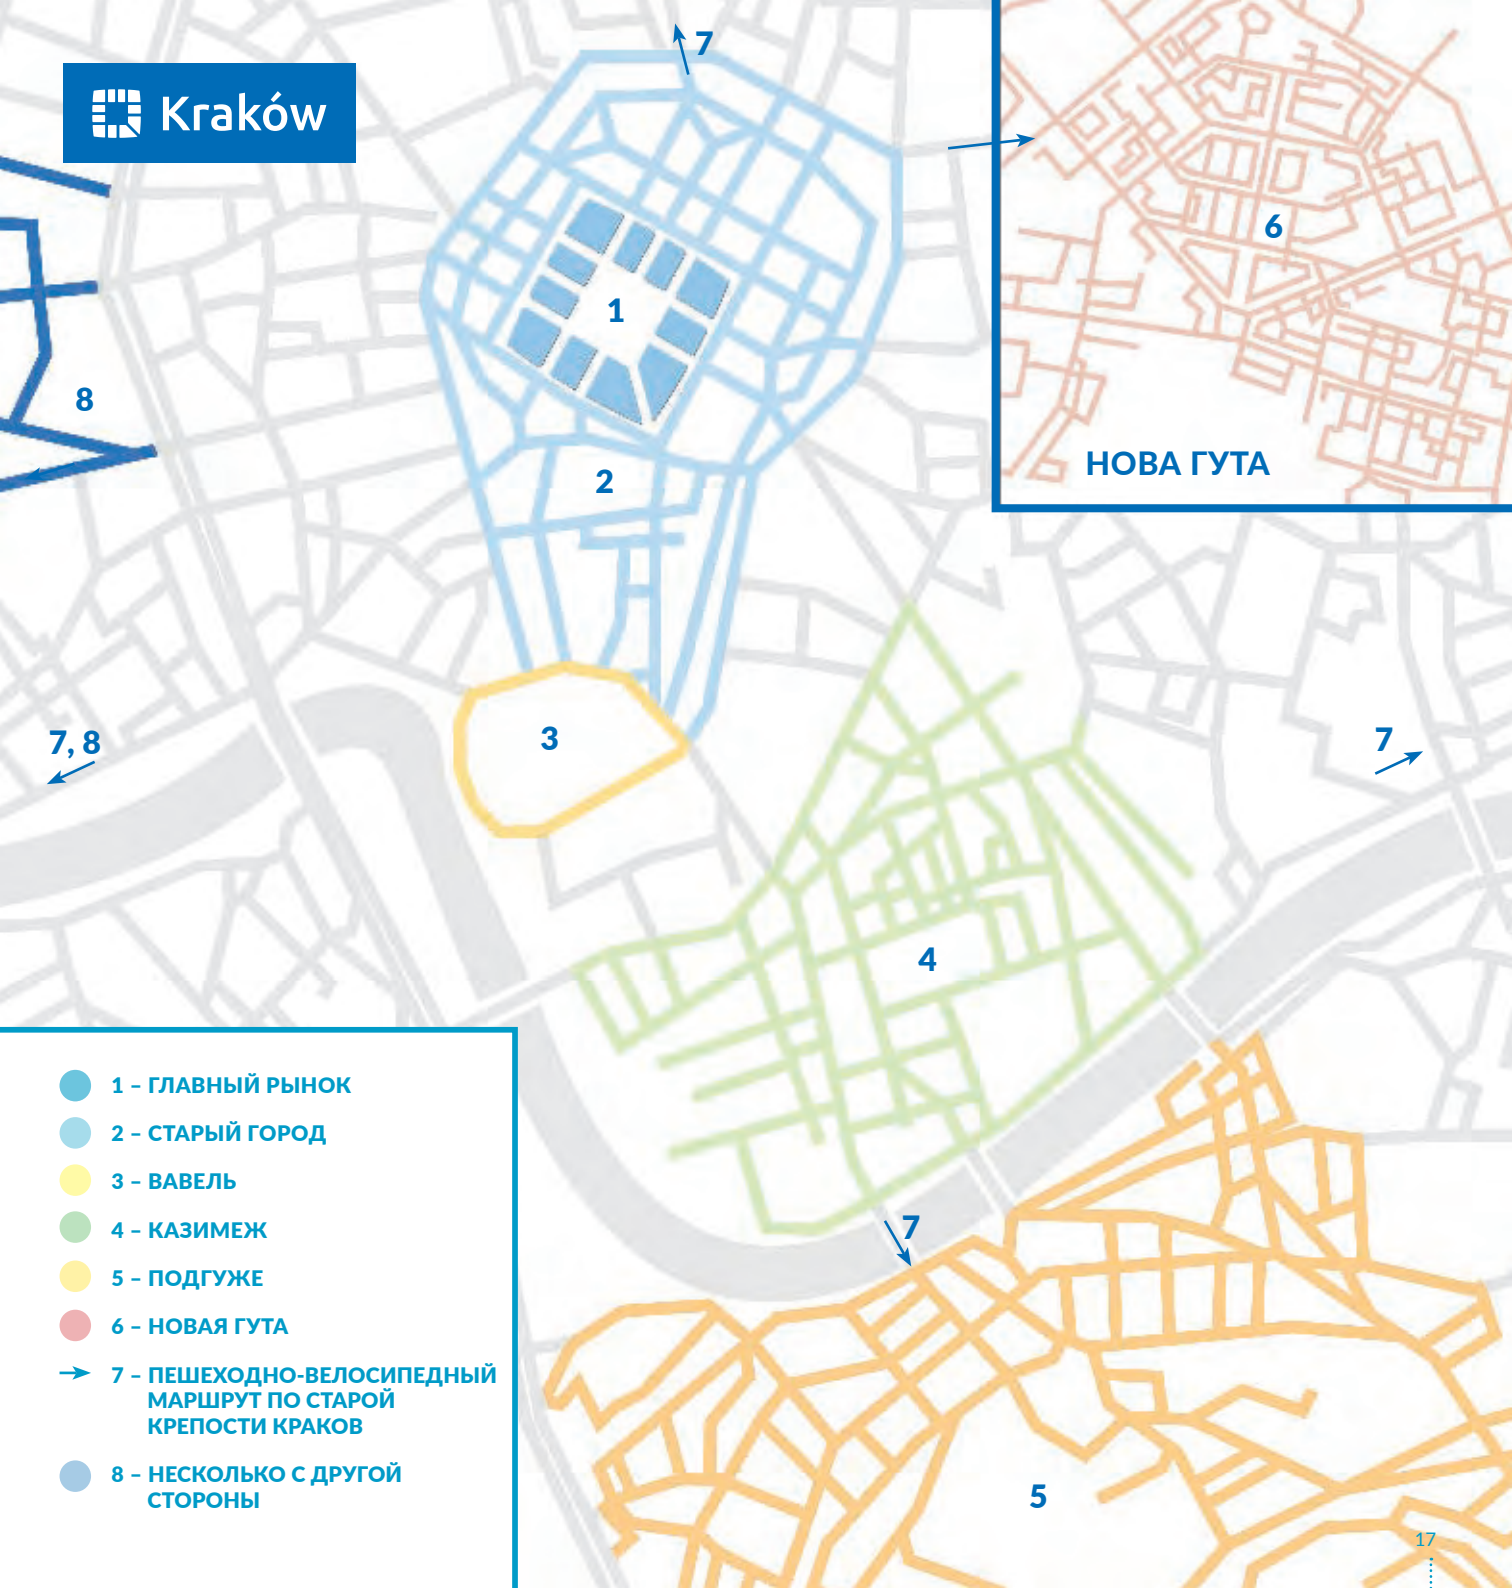 7
Kraków
6
1
8
НОВА ГУТА
2
3
7, 8
7
4
7
1 – ГЛАВНЫЙ РЫНОК
2 – СТАРЫЙ ГОРОД
3 – ВАВЕЛЬ
4 – КАЗИМЕЖ
5 – ПОДГУЖЕ
6 – НОВАЯ ГУТА
7 – ПЕШЕХОДНО-ВЕЛОСИПЕДНЫЙ
МАРШРУТ ПО СТАРОЙ
КРЕПОСТИ КРАКОВ
8 – НЕСКОЛЬКО С ДРУГОЙ
СТОРОНЫ
5
17